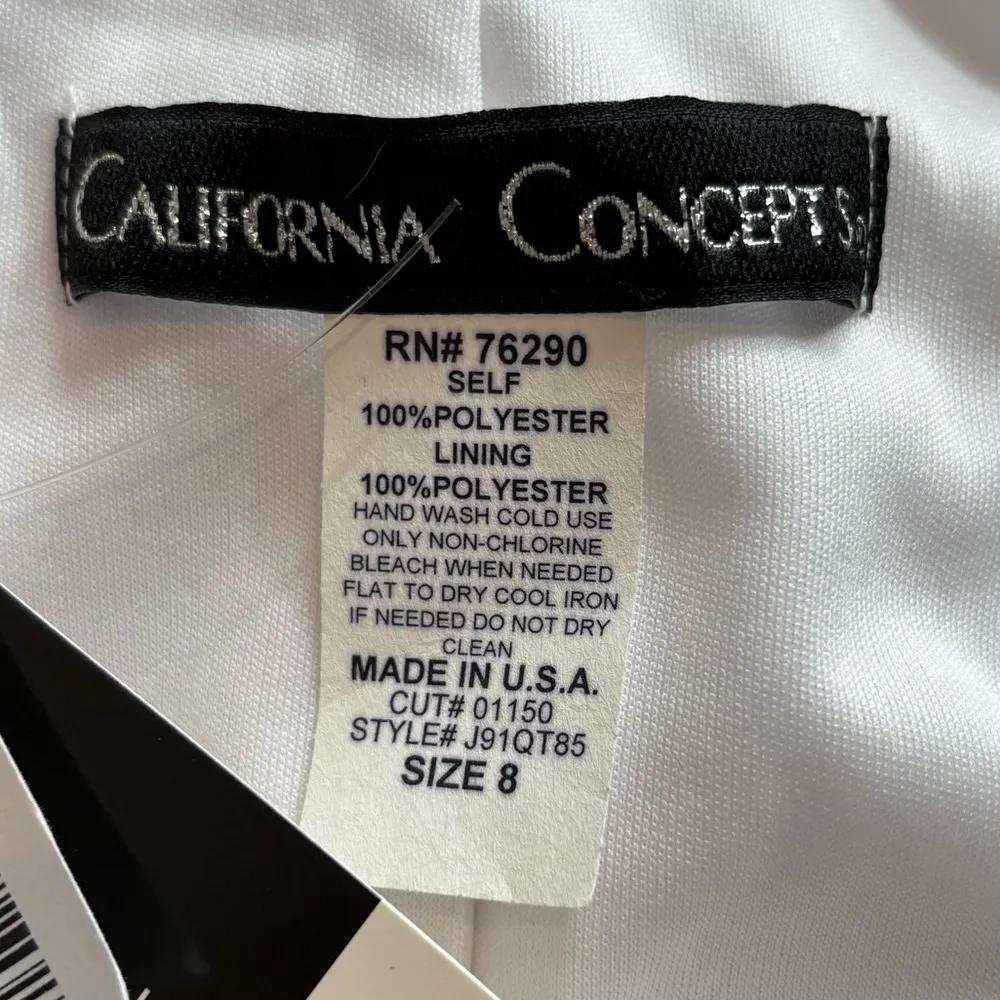 CALIFORNIA CONCEPTS
RN# 76290
SELF
100%POLYESTER
LINING
100%POLYESTER
HAND WASH COLD USE
ONLY NON-CHLORINE
BLEACH WHEN NEEDED
FLAT TO DRY COOL IRON
IF NEEDED DO NOT DRY
CLEAN
MADE IN U.S.A.
CUT# 01150
STYLE# J91QT85
SIZE 8